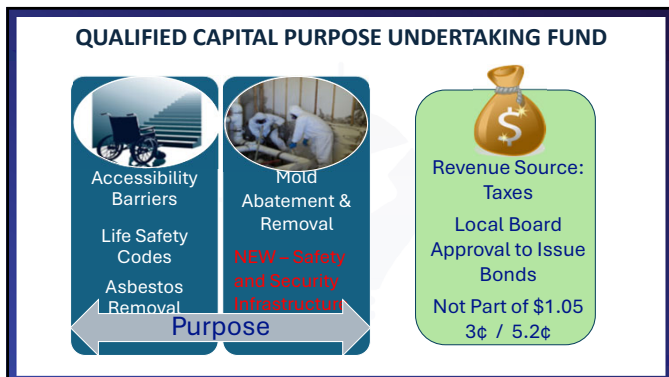 QUALIFIED CAPITAL PURPOSE UNDERTAKING FUND
Accessibility
Barriers
Life Safety
Codes
Asbestos
Removal
Mold
Abatement &
Removal
NEW – Safety
and Security
Infrastructure
Purpose
$
Revenue Source:
Taxes
Local Board
Approval to Issue
Bonds
Not Part of $1.05
3¢ / 5.2¢